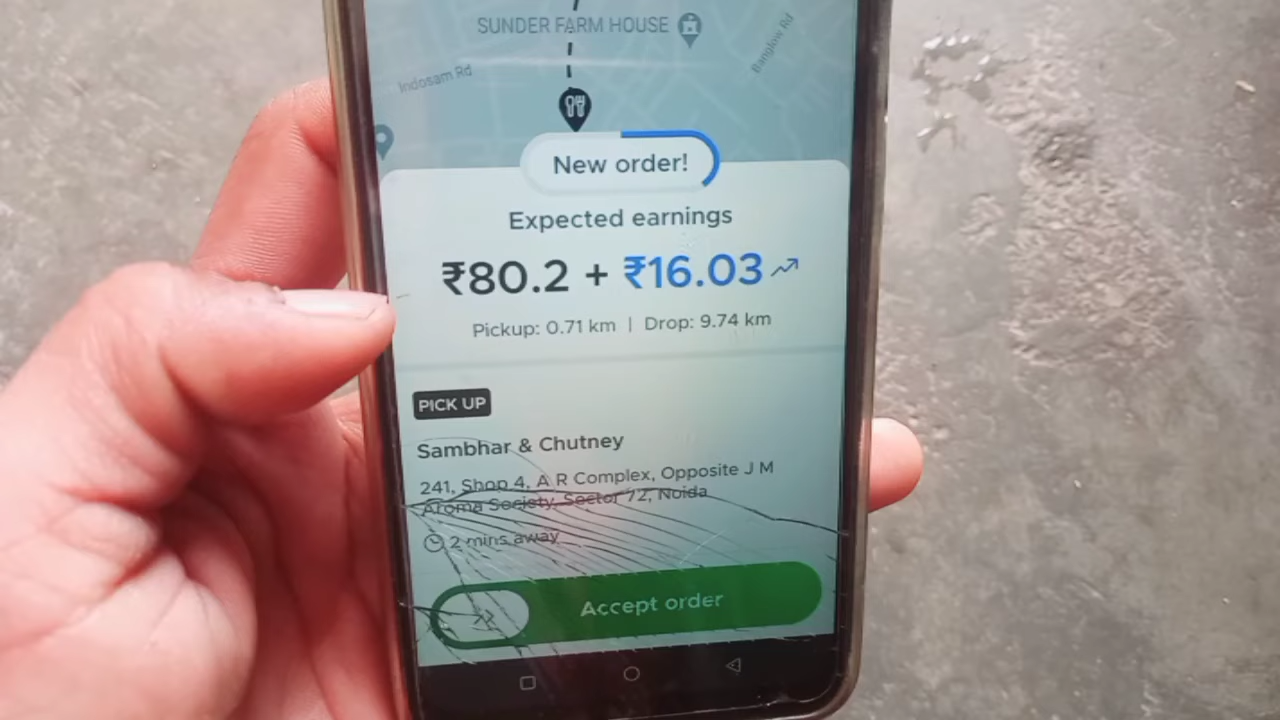 SUNDER FARM HOUSE
Banglow Rd
Indosam Rd
New order!
Expected earnings
₹80.2 + ₹16.03
Pickup: 0.71 km | Drop: 9.74 km
PICK UP
Sambhar & Chutney
241, Shop 4, A R Complex, Opposite J M
Aroma Society, Sector 72, Noida
2 mins away
Accept order